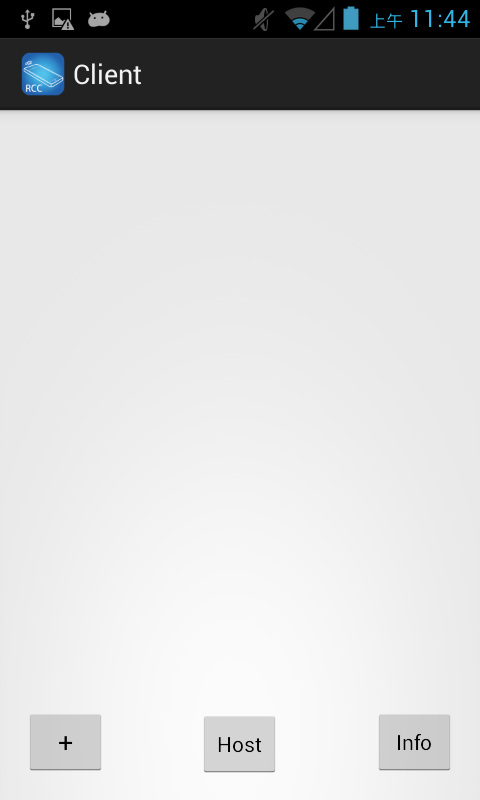 上午 11:44
RCC
Client
+
Host
Info